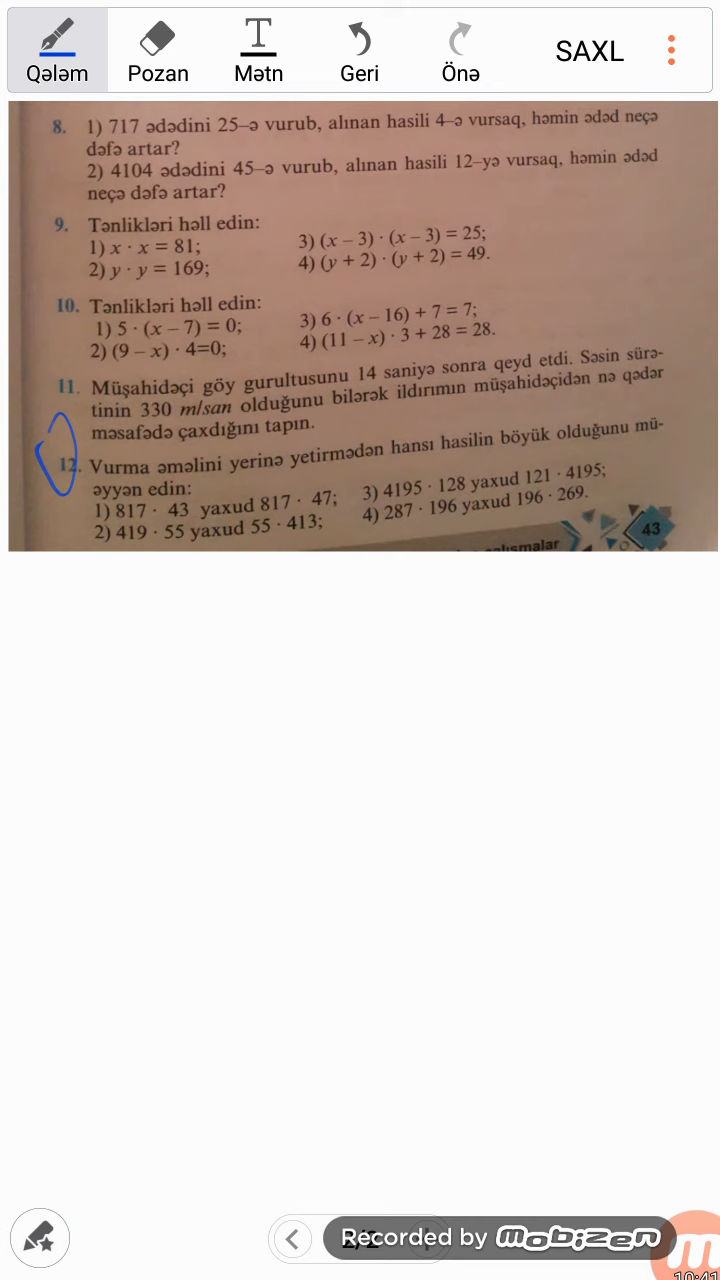 Qələm Pozan Mətn Geri Önə SAXL
8. 1) 717 ədədini 25–ə vurub, alınan hasili 4–ə vursaq, həmin ədəd neçə
dəfə artar?
2) 4104 ədədini 45–ə vurub, alınan hasili 12–yə vursaq, həmin ədəd
neçə dəfə artar?
9. Tənlikləri həll edin:
1) x · x = 81; 3) (x – 3) · (x – 3) = 25;
2) y · y = 169; 4) (y + 2) · (y + 2) = 49.
10. Tənlikləri həll edin:
1) 5 · (x – 7) = 0; 3) 6 · (x – 16) + 7 = 7;
2) (9 – x) · 4=0; 4) (11 – x) · 3 + 28 = 28.
11. Müşahidəçi göy gurultusunu 14 saniyə sonra qeyd etdi. Səsin sürə-
tinin 330 m/san olduğunu bilərək ildırımın müşahidəçidən nə qədər
məsafədə çaxdığını tapın.
12. Vurma əməlini yerinə yetirmədən hansı hasilin böyük olduğunu mü-
əyyən edin:
1) 817 · 43 yaxud 817 · 47; 3) 4195 · 128 yaxud 121 · 4195;
2) 419 · 55 yaxud 55 · 413; 4) 287 · 196 yaxud 196 · 269.
43
Recorded by mobizen
10:41